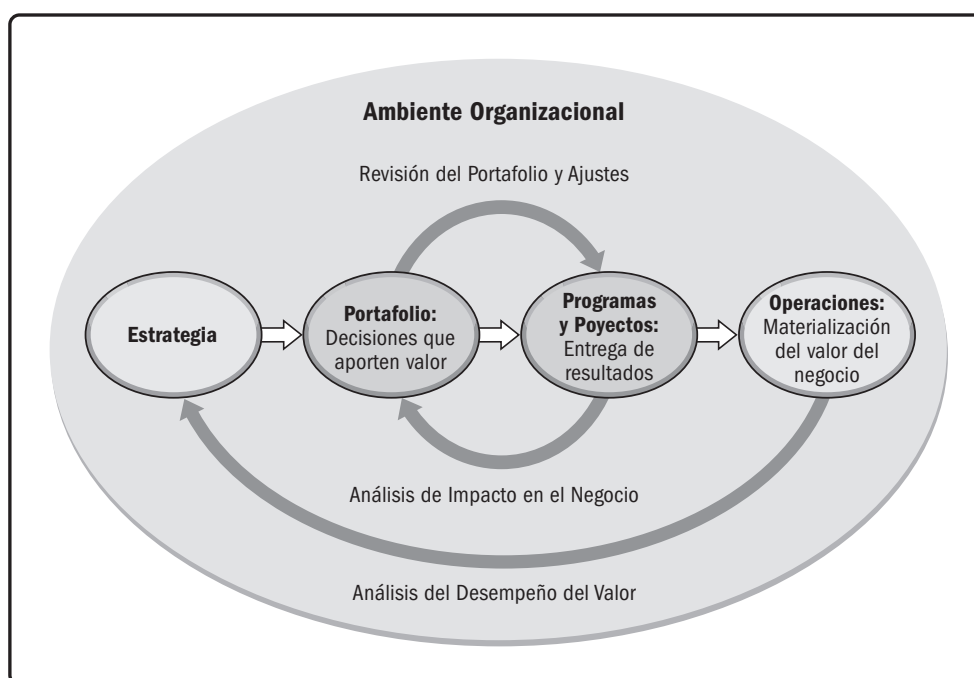 Ambiente Organizacional
Revisión del Portafolio y Ajustes
Estrategia
Portafolio:
Decisiones que
aporten valor
Programas
y Poyectos:
Entrega de
resultados
Operaciones:
Materialización
del valor del
negocio
Análisis de Impacto en el Negocio
Análisis del Desempeño del Valor